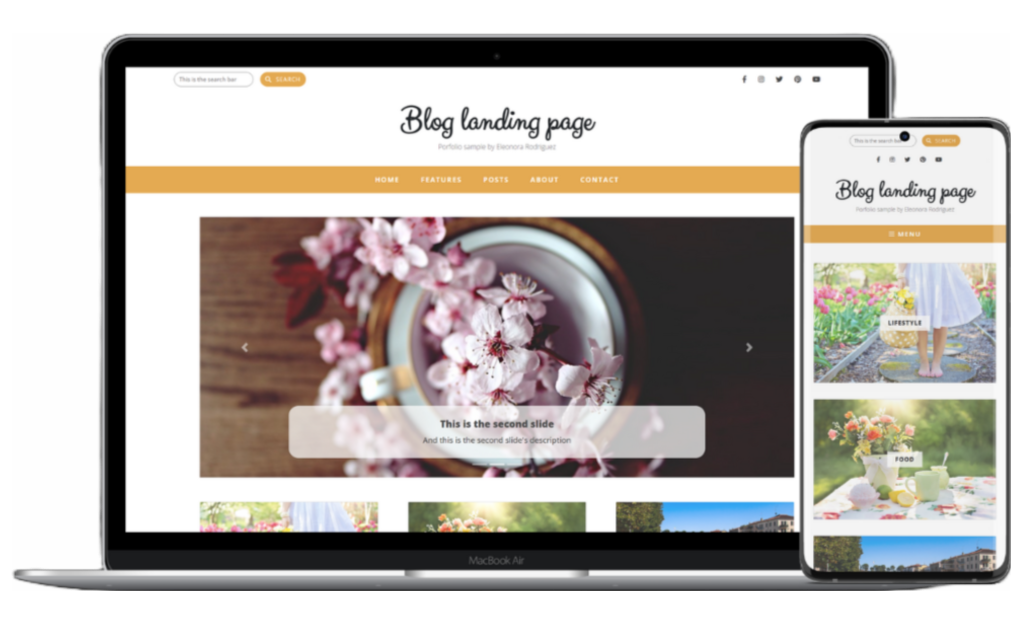 This is the search bar SEARCH
Blog landing page
Porfolio sample by Eleonora Rodriguez
HOME FEATURES POSTS ABOUT CONTACT
This is the second slide
And this is the second slide's description
MacBook Air
This is the search bar SEARCH
Blog landing page
Porfolio sample by Eleonora Rodriguez
MENU
LIFESTYLE
FOOD